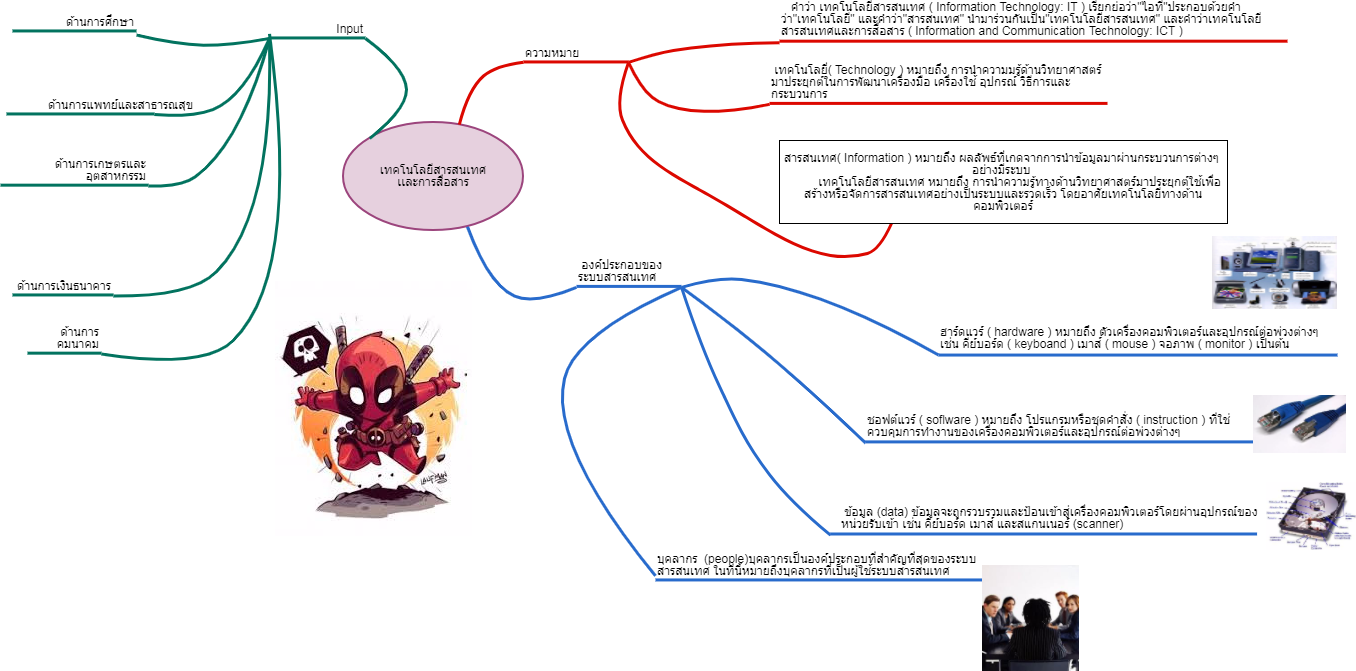 ด้านการศึกษา
Input
ด้านการแพทย์และสาธารณสุข
ด้านการเกษตรและ
อุตสาหกรรม
ด้านการเงินธนาคาร
ด้านการ
คมนาคม
เทคโนโลยีสารสนเทศ
และการสื่อสาร
ความหมาย
คำว่า เทคโนโลยีสารสนเทศ ( Information Technology: IT ) เรียกย่อว่า"ไอที"ประกอบด้วยคำ
ว่า"เทคโนโลยี" และคำว่า"สารสนเทศ" นำมาร่วมกันเป็น"เทคโนโลยีสารสนเทศ" และคำว่าเทคโนโลยี
สารสนเทศและการสื่อสาร ( Information and Communication Technology: ICT )
เทคโนโลยี( Technology ) หมายถึง การนำความมรู้ด้านวิทยาศาสตร์
มาประยุกต์ในการพัฒนาเครื่องมือ เครื่องใช้ อุปกรณ์ วิธีการและ
กระบวนการ
สารสนเทศ( Information ) หมายถึง ผลลัพธ์ที่เกิดจากการนำข้อมูลมาผ่านกระบวนการต่างๆ
อย่างมีระบบ
เทคโนโลยีสารสนเทศ หมายถึง การนำความรู้ทางด้านวิทยาศาสตร์มาประยุกต์ใช้เพื่อ
สร้างหรือจัดการสารสนเทศอย่างเป็นระบบและรวดเร็ว โดยอาศัยเทคโนโลยีทางด้าน
คอมพิวเตอร์
องค์ประกอบของ
ระบบสารสนเทศ
ฮาร์ดแวร์ ( hardware ) หมายถึง ตัวเครื่องคอมพิวเตอร์และอุปกรณ์ต่อพ่วงต่างๆ
เช่น คีย์บอร์ด ( keyboand ) เมาส์ ( mouse ) จอภาพ ( monitor ) เป็นต้น
ซอฟต์แวร์ ( soflware ) หมายถึง โปรแกรมหรือชุดคำสั่ง ( instruction ) ที่ใช้
ควบคุมการทำงานของเครื่องคอมพิวเตอร์และอุปกรณ์ต่อพ่วงต่างๆ
ข้อมูล (data) ข้อมูลจะถูกรวบรวมและป้อนเข้าสู่เครื่องคอมพิวเตอร์โดยผ่านอุปกรณ์ของ
หน่วยรับเข้า เช่น คีย์บอร์ด เมาส์ และสแกนเนอร์ (scanner)
บุคลากร (people)บุคลากรเป็นองค์ประกอบที่สำคัญที่สุดของระบบ
สารสนเทศ ในที่นี้หมายถึงบุคลากรที่เป็นผู้ใช้ระบบสารสนเทศ